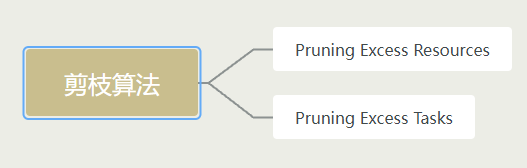 剪枝算法
Pruning Excess Resources
Pruning Excess Tasks